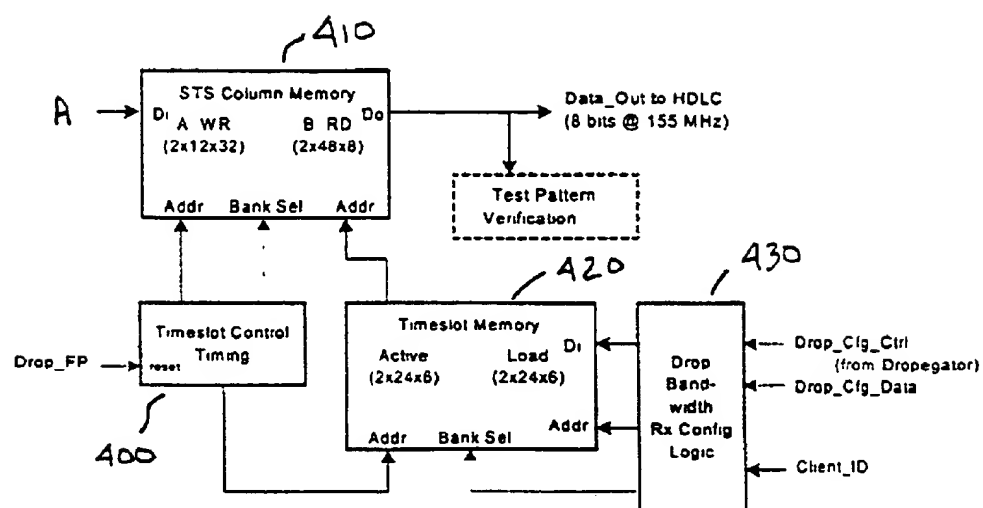 410
A
STS Column Memory
Di
Do
A WR
(2x12x32)
B RD
(2x48x8)
Addr
Bank Sel
Addr
Data_Out to HDLC
(8 bits @ 155 MHz)
Test Pattern
Verification
420
430
Timeslot Control
Timing
reset
Drop_FP
400
Timeslot Memory
Di
Active
(2x24x6)
Load
(2x24x6)
Addr
Addr
Bank Sel
Drop
Band-
width
Rx Config
Logic
Drop_Cfg_Ctrl
(from Dropegator)
Drop_Cfg_Data
Client_ID